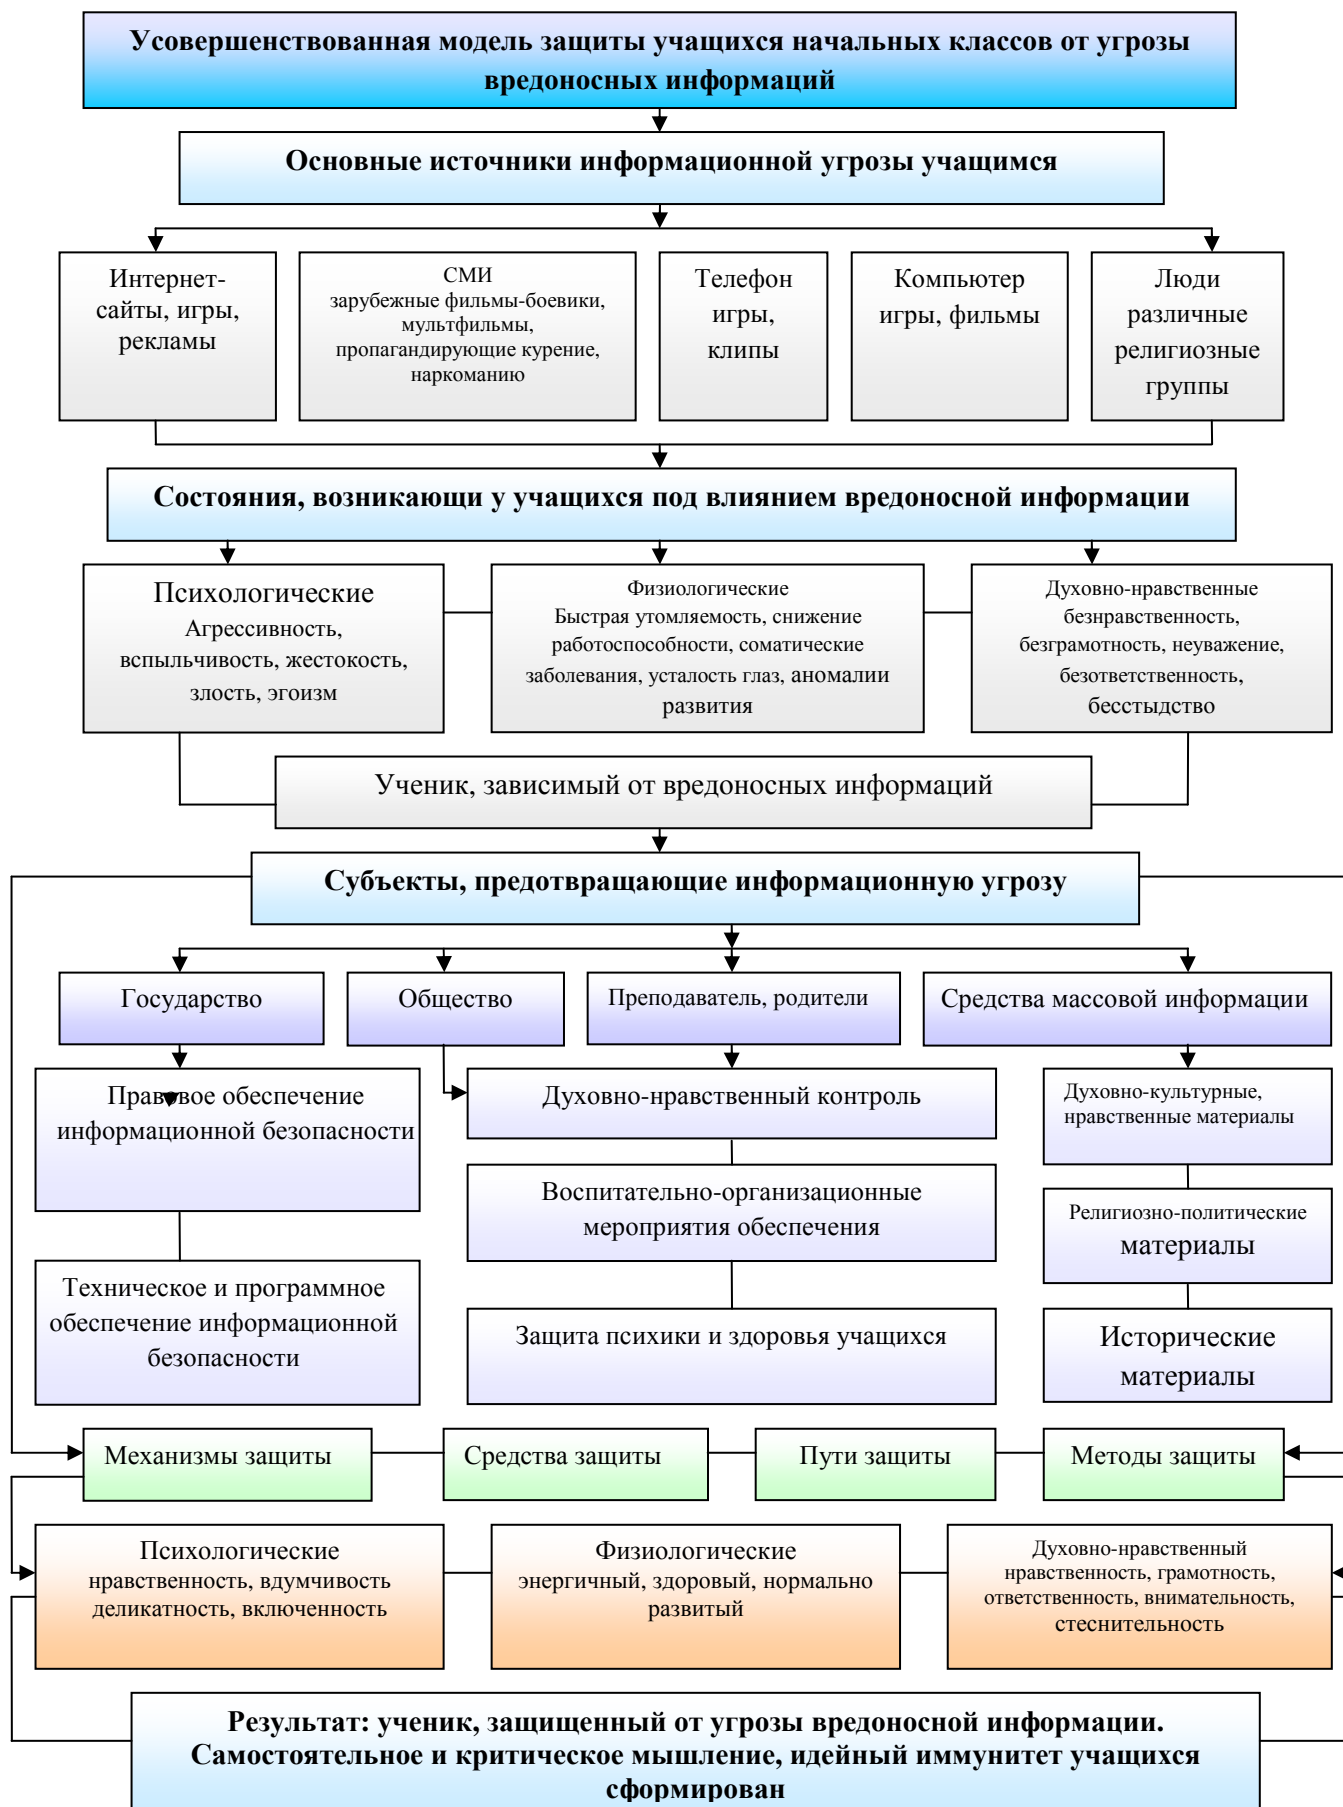 Усовершенствованная модель защиты учащихся начальных классов от угрозы
вредоносных информаций
Основные источники информационной угрозы учащимся
Интернет-
сайты, игры,
рекламы
СМИ
зарубежные фильмы-боевики,
мультфильмы,
пропагандирующие курение,
наркоманию
Телефон
игры,
клипы
Компьютер
игры, фильмы
Люди
различные
религиозные
группы
Состояния, возникающи у учащихся под влиянием вредоносной информации
Психологические
Агрессивность,
вспыльчивость, жестокость,
злость, эгоизм
Физиологические
Быстрая утомляемость, снижение
работоспособности, соматические
заболевания, усталость глаз, аномалии
развития
Духовно-нравственные
безнравственность,
безграмотность, неуважение,
безответственность,
бесстыдство
Ученик, зависимый от вредоносных информаций
Субъекты, предотвращающие информационную угрозу
Государство
Общество
Преподаватель, родители
Средства массовой информации
Правовое обеспечение
информационной безопасности
Духовно-нравственный контроль
Духовно-культурные,
нравственные материалы
Воспитательно-организационные
мероприятия обеспечения
Религиозно-политические
материалы
Техническое и программное
обеспечение информационной
безопасности
Защита психики и здоровья учащихся
Исторические
материалы
Механизмы защиты
Средства защиты
Пути защиты
Методы защиты
Психологические
нравственность, вдумчивость
деликатность, включенность
Физиологические
энергичный, здоровый, нормально
развитый
Духовно-нравственный
нравственность, грамотность,
ответственность, внимательность,
стеснительность
Результат: ученик, защищенный от угрозы вредоносной информации.
Самостоятельное и критическое мышление, идейный иммунитет учащихся
сформирован